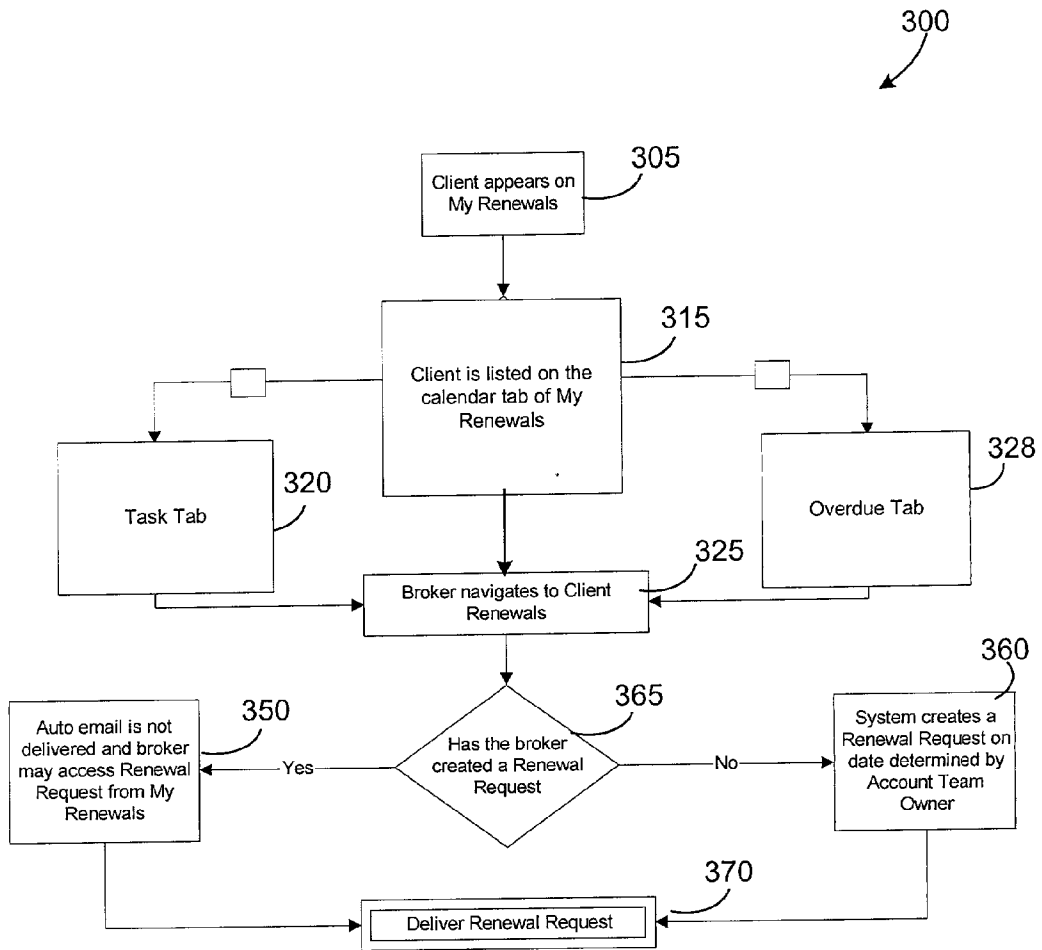 300
305
Client appears on
My Renewals
315
Client is listed on the
calendar tab of My
Renewals
328
320
Task Tab
Overdue Tab
325
Broker navigates to Client
Renewals
360
350
365
Auto email is not
delivered and broker
may access Renewal
Request from My
Renewals
Yes
Has the broker
created a Renewal
Request
No
System creates a
Renewal Request on
date determined by
Account Team
Owner
370
Deliver Renewal Request